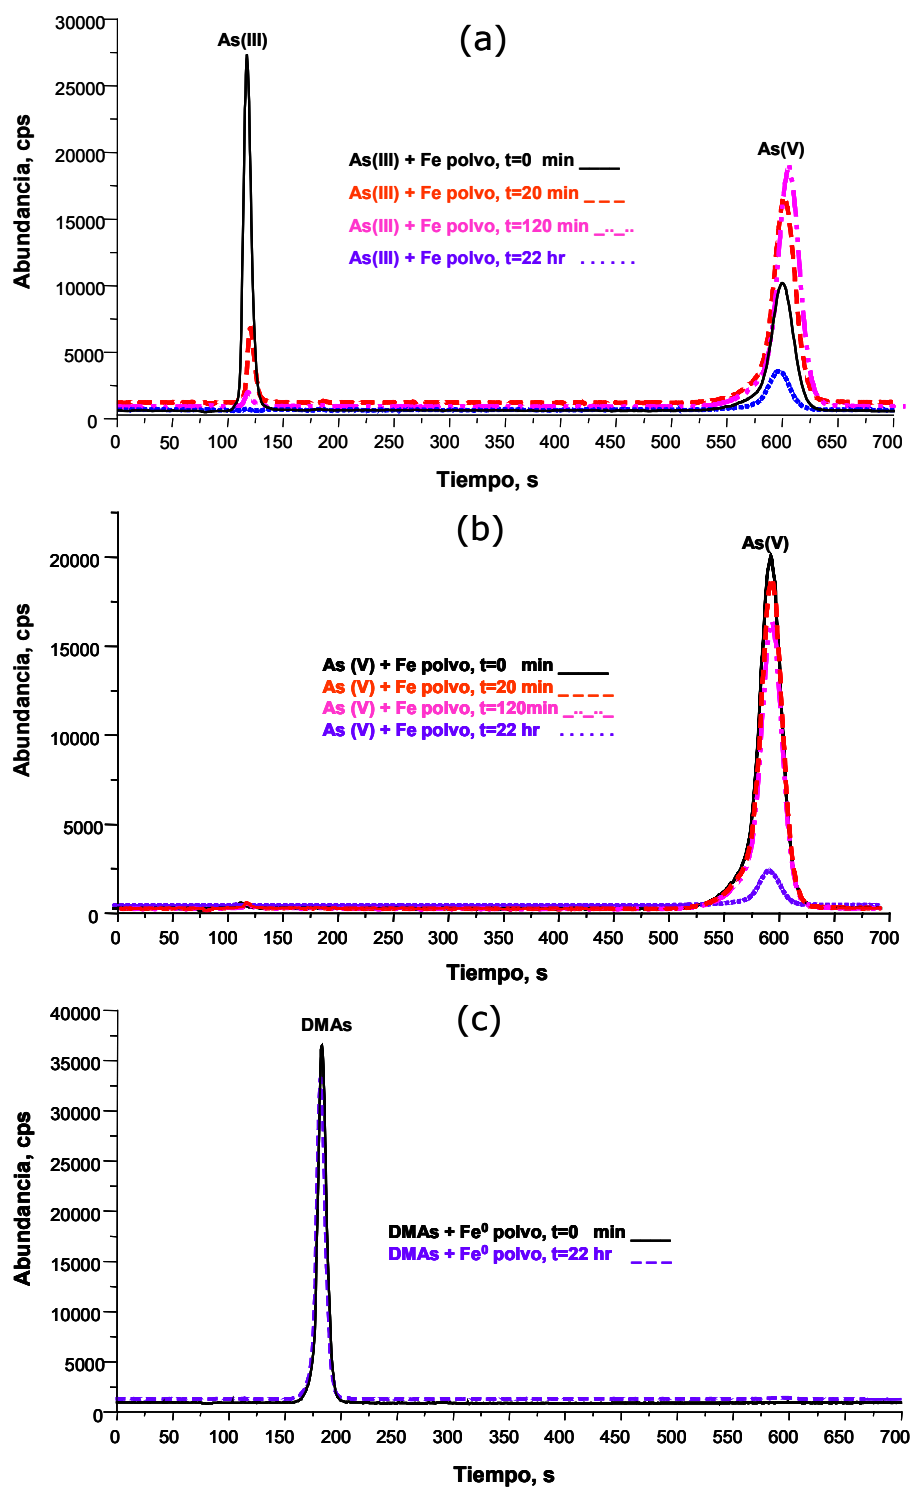 (a)
As(III)
As(V)
30000
25000
20000
15000
10000
5000
0
Abundancia, cps
As(III) + Fe polvo, t=0 min
As(III) + Fe polvo, t=20 min
As(III) + Fe polvo, t=120 min
As(III) + Fe polvo, t=22 hr
0 50 100 150 200 250 300 350 400 450 500 550 600 650 700
Tiempo, s
(b)
As(V)
20000
15000
10000
5000
0
Abundancia, cps
As (V) + Fe polvo, t=0 min
As (V) + Fe polvo, t=20 min
As (V) + Fe polvo, t=120min
As (V) + Fe polvo, t=22 hr
0 50 100 150 200 250 300 350 400 450 500 550 600 650 700
Tiempo, s
(c)
DMAs
40000
35000
30000
25000
20000
15000
10000
5000
0
Abundancia, cps
DMAs + Fe⁰ polvo, t=0 min
DMAs + Fe⁰ polvo, t=22 hr
0 50 100 150 200 250 300 350 400 450 500 550 600 650 700
Tiempo, s